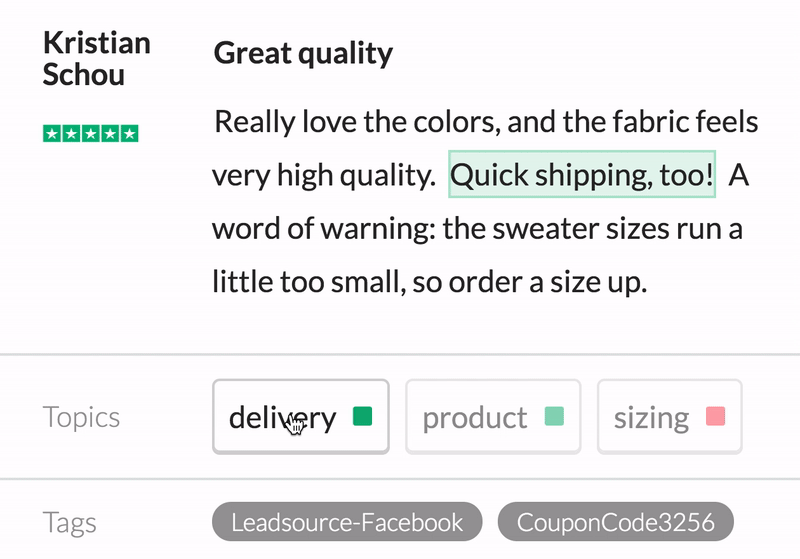 Kristian
Schou
Great quality
Really love the colors, and the fabric feels
very high quality. Quick shipping, too! A
word of warning: the sweater sizes run a
little too small, so order a size up.
Topics
delivery
product
sizing
Tags
Leadsource-Facebook
CouponCode3256